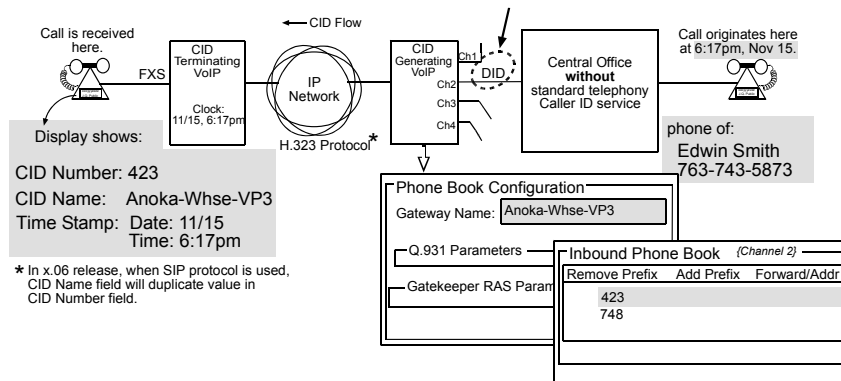 CID Flow
Call is received
here.
FXS
CID
Terminating
VoIP
Clock:
11/15, 6:17pm
IP
Network
H.323 Protocol*
CID
Generating
VoIP
Ch1
Ch2
Ch3
Ch4
DID
Central Office
without
standard telephony
Caller ID service
Call originates here
at 6:17pm, Nov 15.
phone of:
Edwin Smith
763-743-5873
Display shows:
CID Number: 423
CID Name: Anoka-Whse-VP3
Time Stamp: Date: 11/15
Time: 6:17pm
* In x.06 release, when SIP protocol is used,
CID Name field will duplicate value in
CID Number field.
Phone Book Configuration
Gateway Name: Anoka-Whse-VP3
Q.931 Parameters
Gatekeeper RAS Param
Inbound Phone Book {Channel 2}
Remove Prefix Add Prefix Forward/Addr
423
748